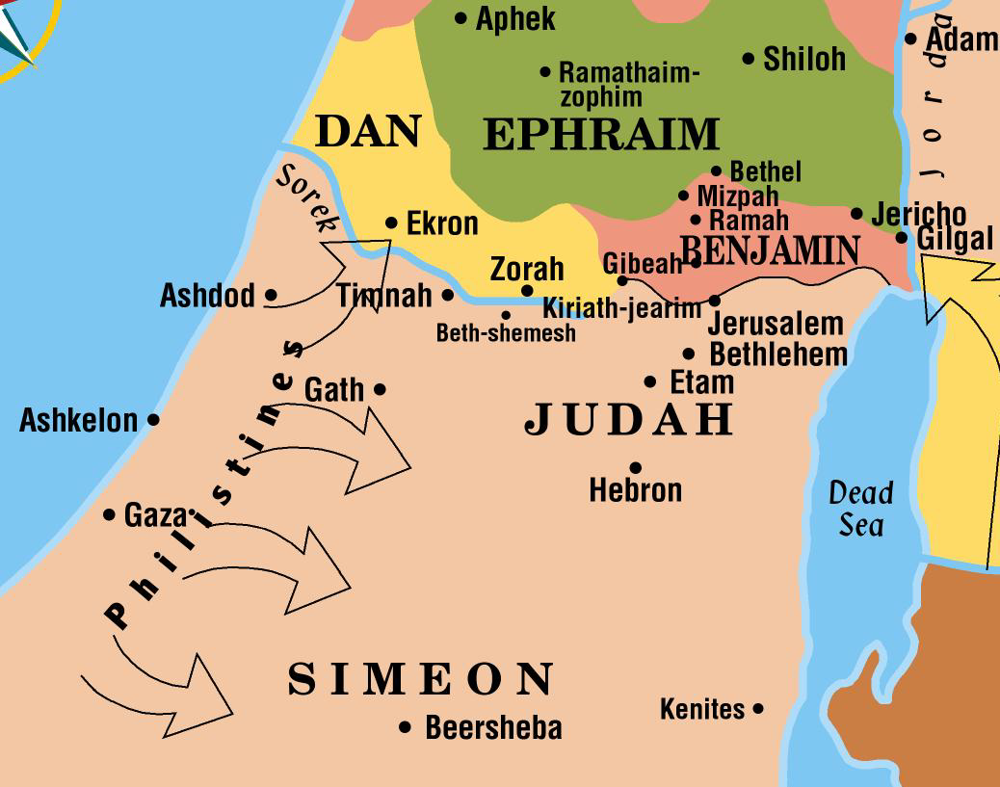 Aphek
Adam
Shiloh
Ramathaim-
zophim
DAN
EPHRAIM
Jorda
Bethel
Sorek
Mizpah
Jericho
Ekron
Ramah
Gilgal
BENJAMIN
Gibeah
Zorah
Ashdod
Timnah
Kiriath-jearim
Jerusalem
Beth-shemesh
Bethlehem
Etam
Gath
Ashkelon
JUDAH
Hebron
Dead
Sea
Gaza
Philistines
SIMEON
Kenites
Beersheba